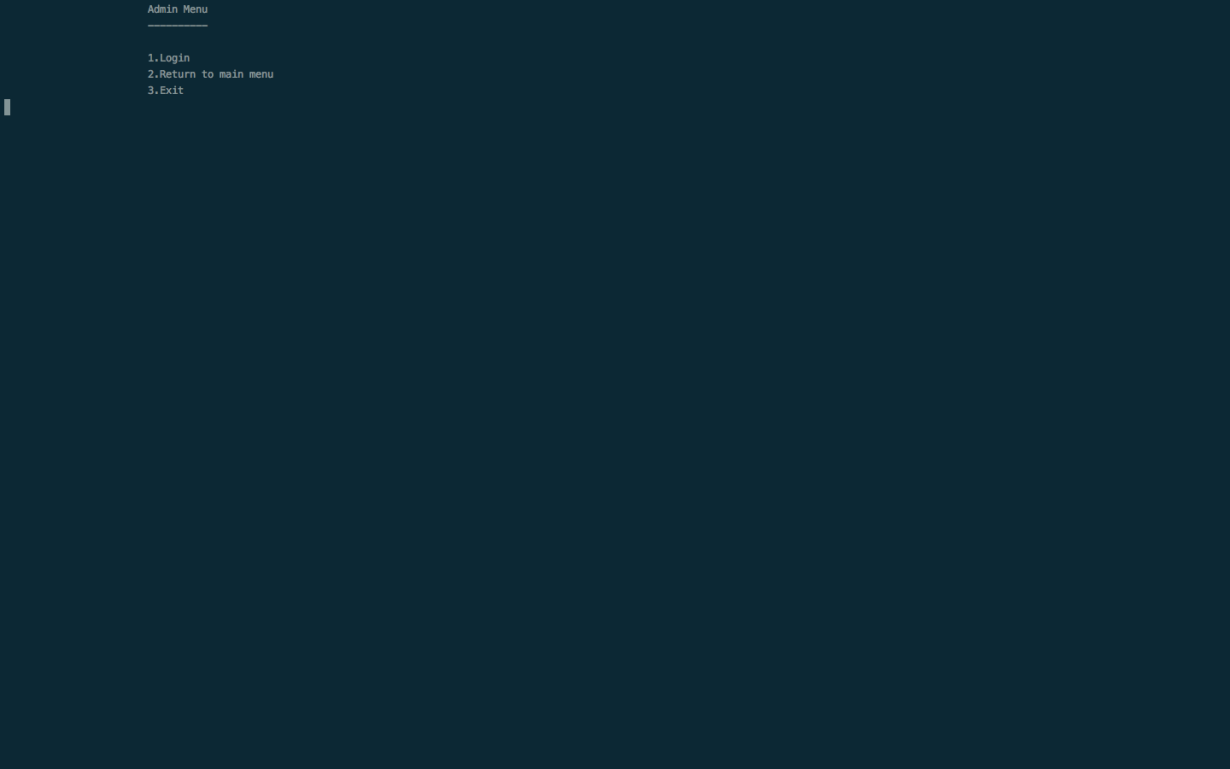 Admin Menu
----------
1.Login
2.Return to main menu
3.Exit